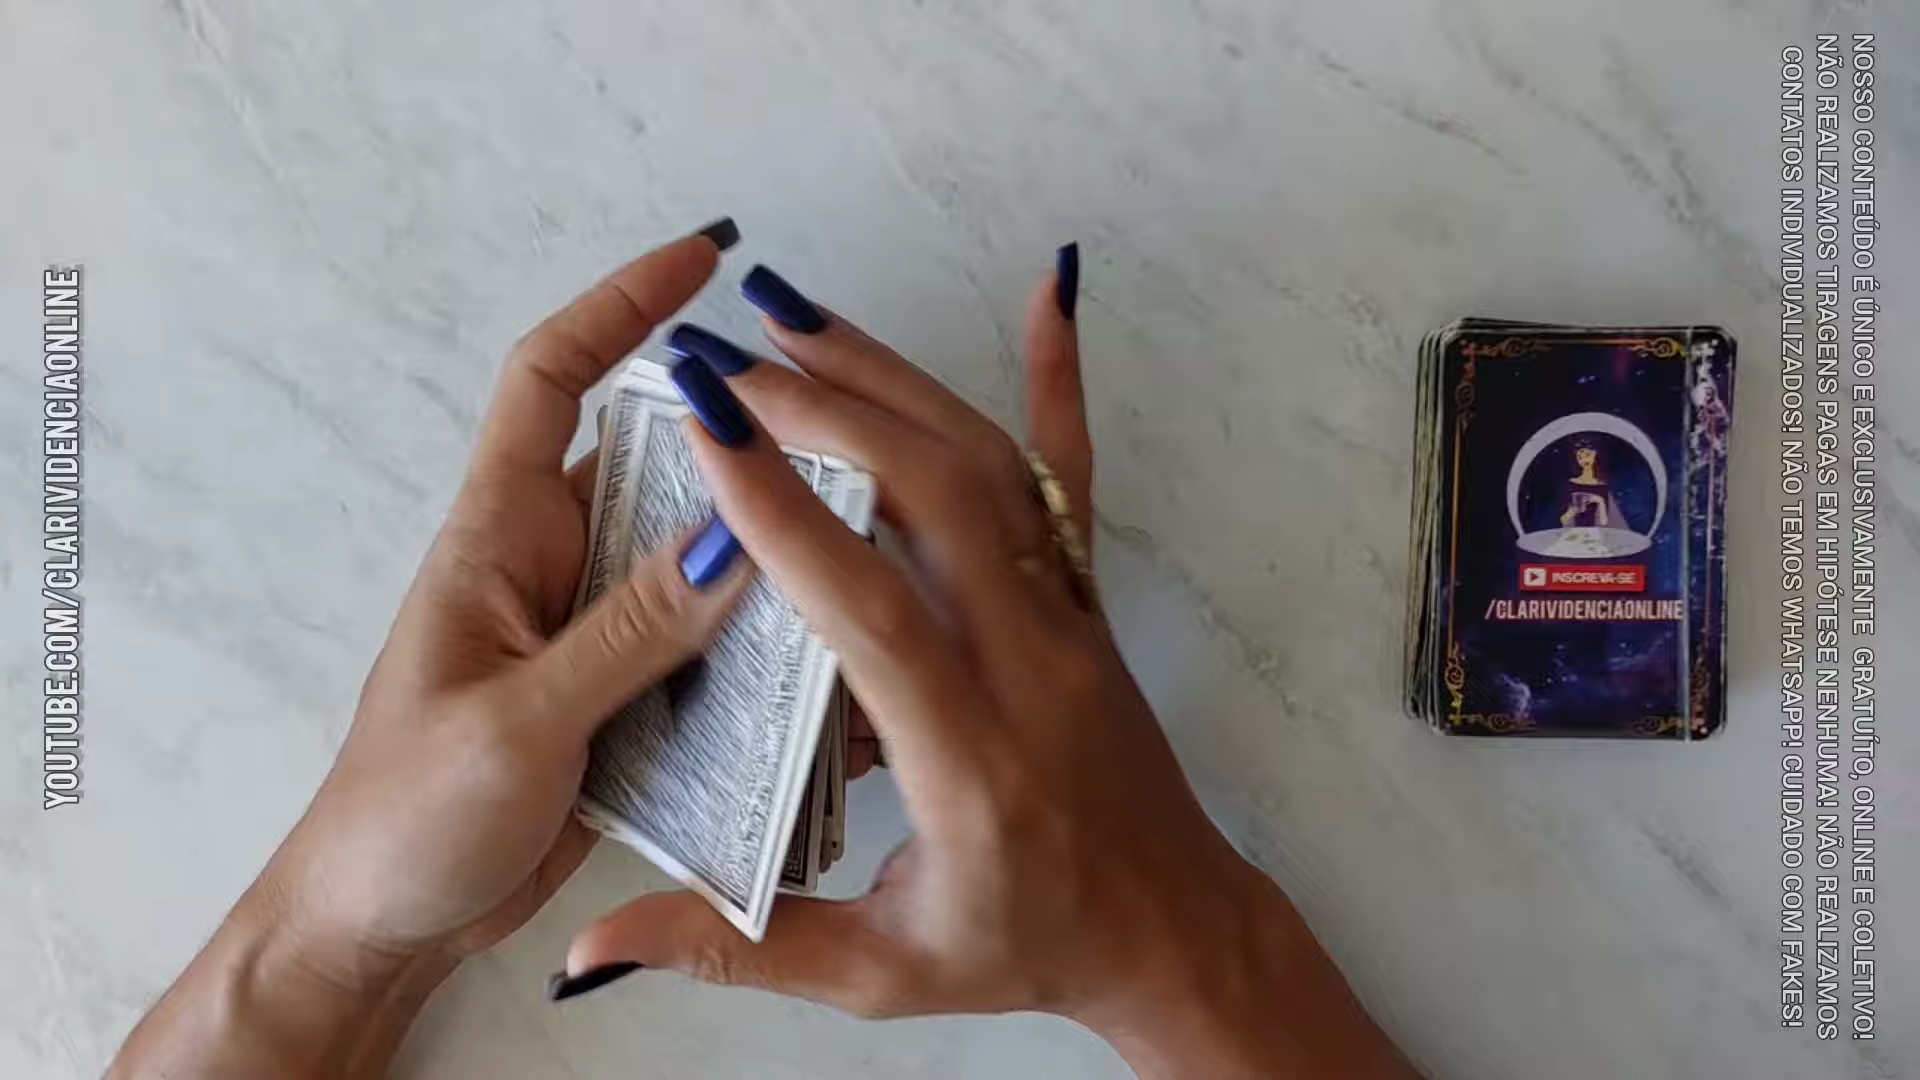 YOUTUBE.COM/CLARIVIDENCIAONLINE
INSCREVA-SE
/CLARIVIDENCIAONLINE
NOSSO CONTEÚDO É ÚNICO E EXCLUSIVAMENTE GRATUÍTO, ONLINE E COLETIVO!
NÃO REALIZAMOS TIRAGENS PAGAS EM HIPÓTESE NENHUMA! NÃO REALIZAMOS
CONTATOS INDIVIDUALIZADOS! NÃO TEMOS WHATSAPP! CUIDADO COM FAKES!